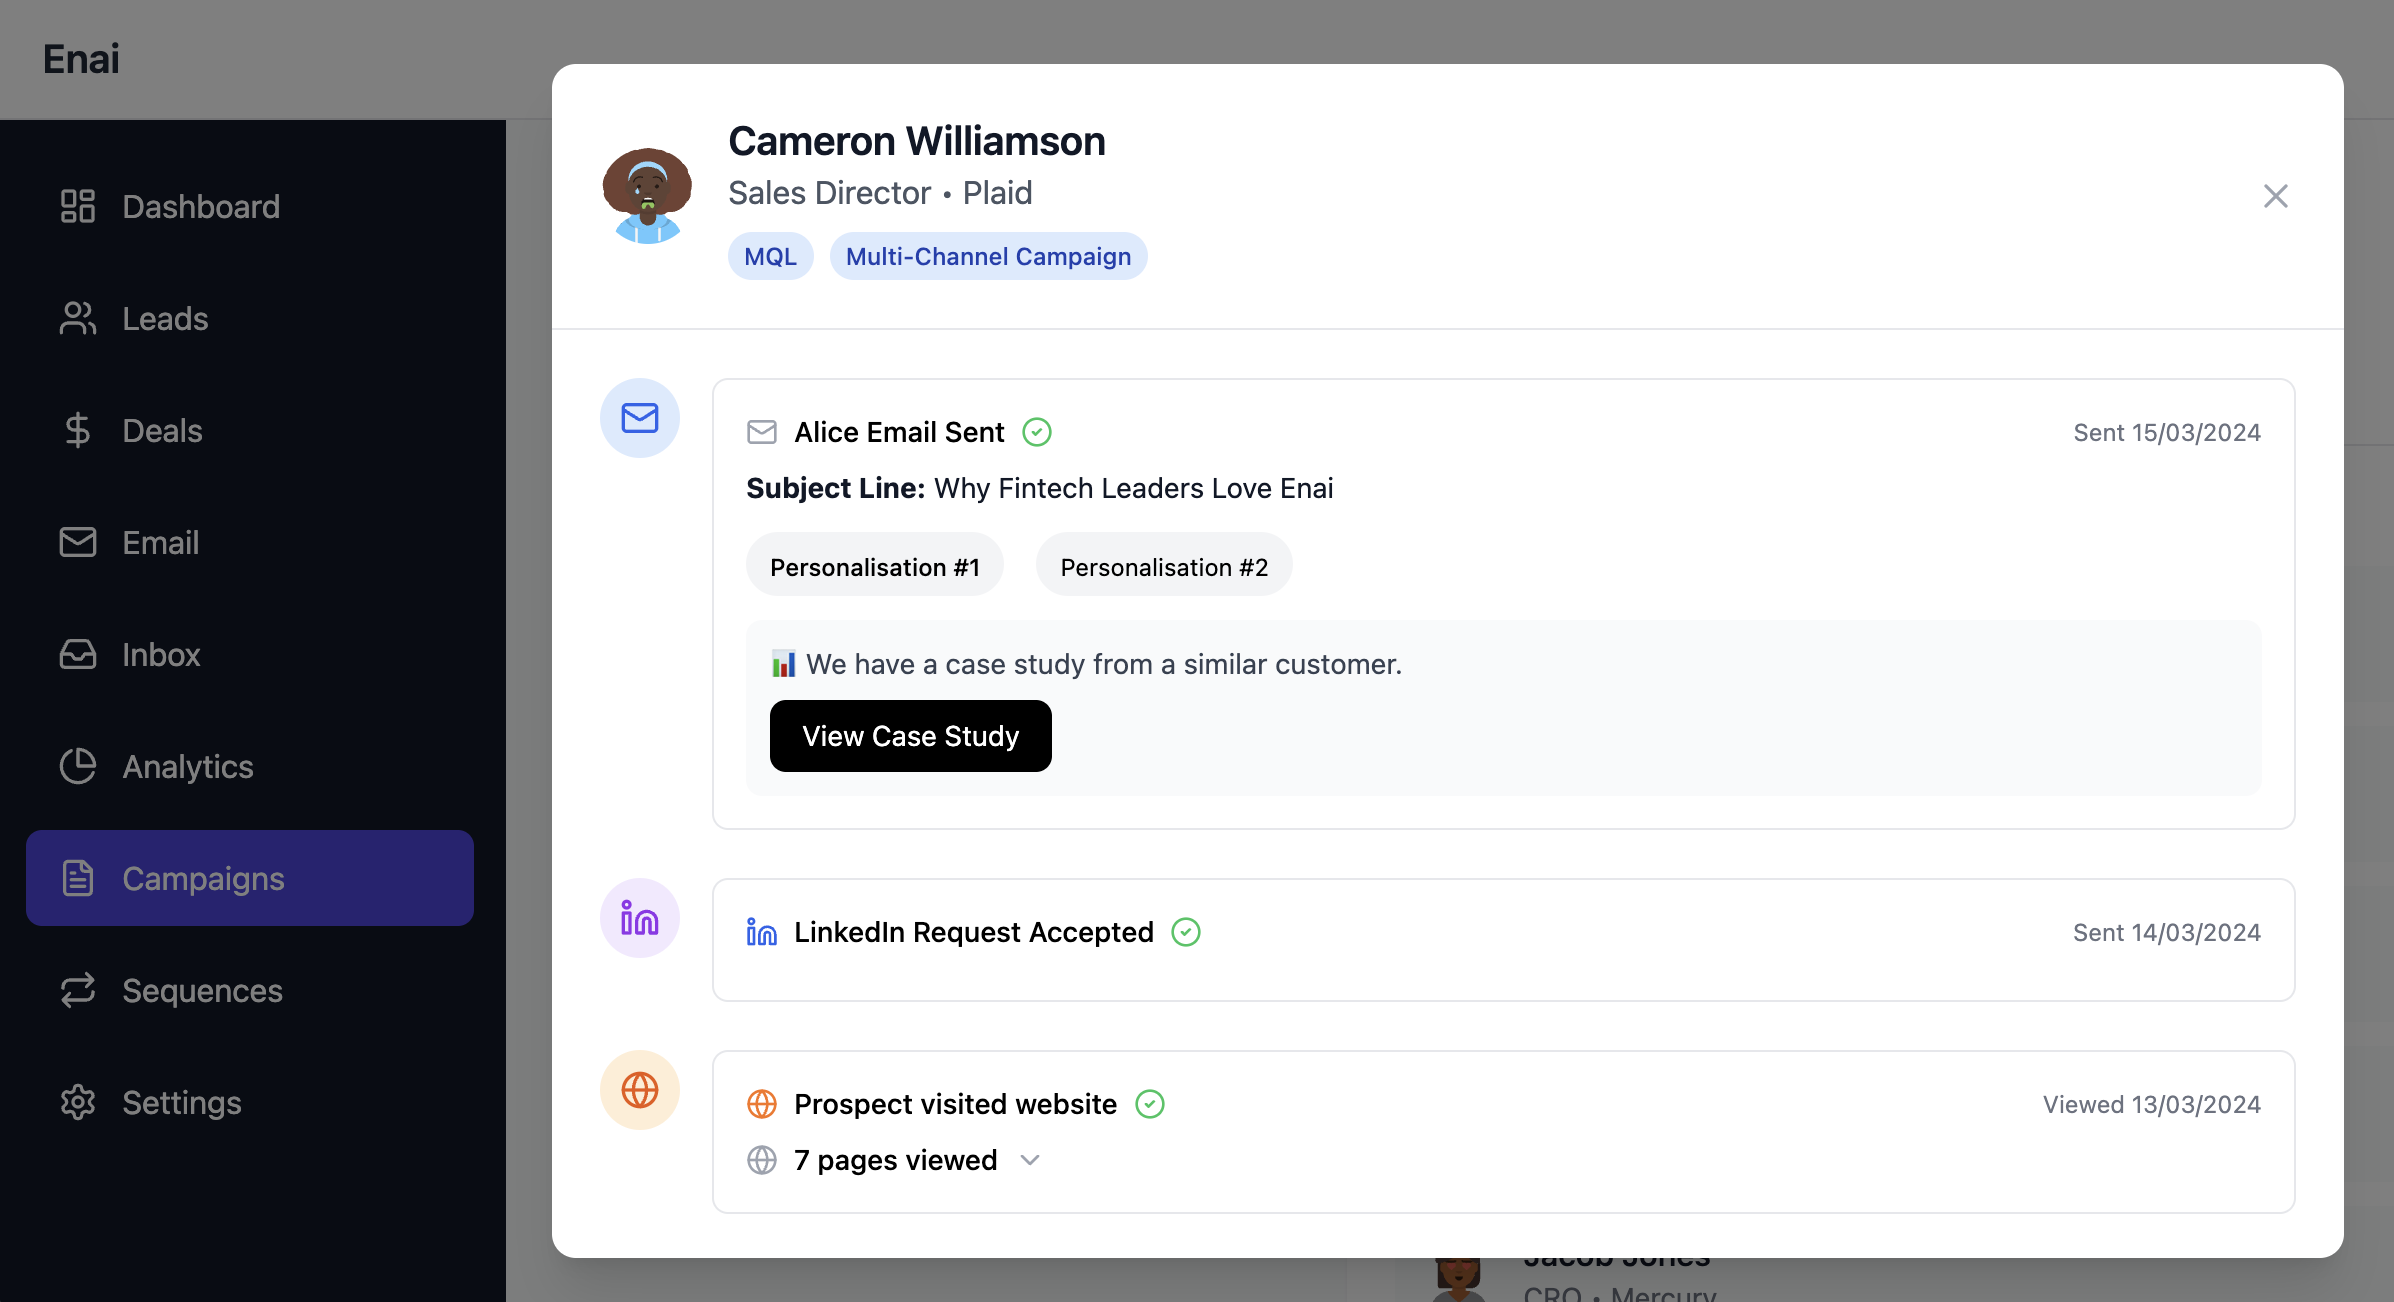 Enai
Dashboard
Leads
Deals
Email
Inbox
Analytics
Campaigns
Sequences
Settings
Cameron Williamson
Sales Director • Plaid
MQL
Multi-Channel Campaign
Alice Email Sent
Sent 15/03/2024
Subject Line: Why Fintech Leaders Love Enai
Personalisation #1
Personalisation #2
We have a case study from a similar customer.
View Case Study
LinkedIn Request Accepted
Sent 14/03/2024
Prospect visited website
Viewed 13/03/2024
7 pages viewed
Jacob Jones
CRO • Mercury